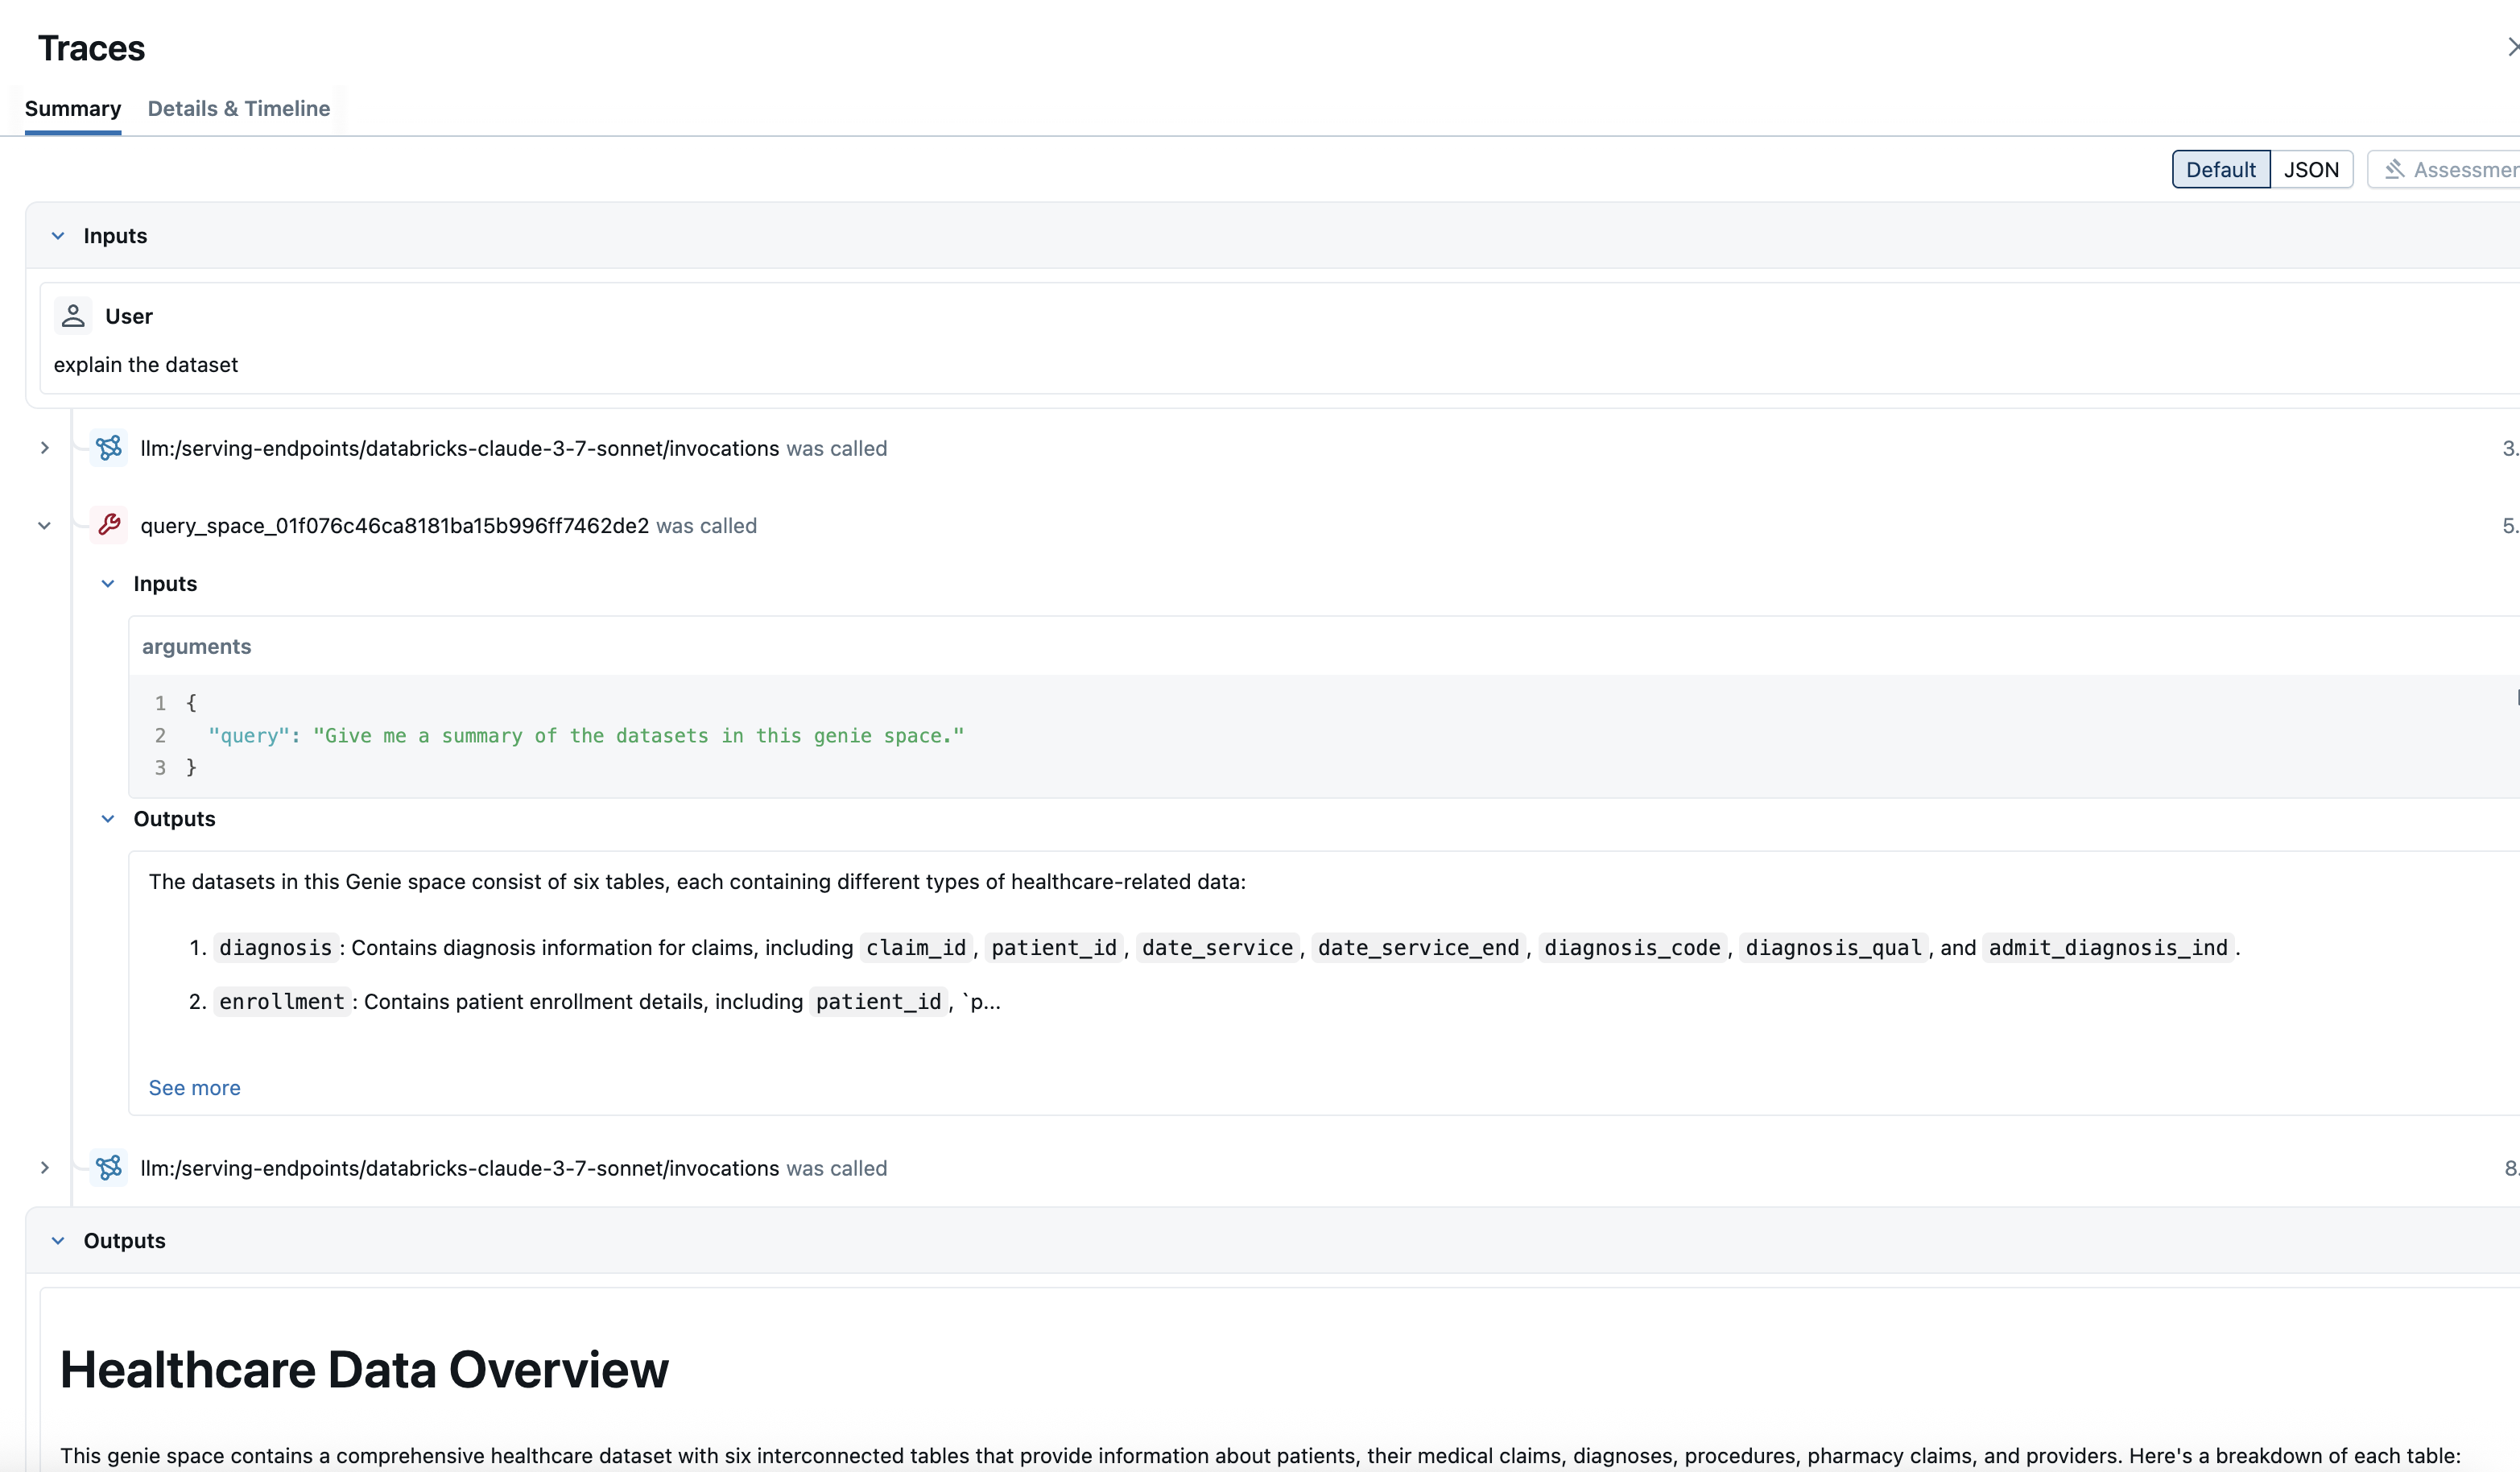 Traces
Summary Details & Timeline
Default JSON
Inputs
User
explain the dataset
llm:/serving-endpoints/databricks-claude-3-7-sonnet/invocations was called 3.
query_space_01f076c46ca8181ba15b996ff7462de2 was called 5.
Inputs
arguments
1 {
2 "query": "Give me a summary of the datasets in this genie space."
3 }
Outputs
The datasets in this Genie space consist of six tables, each containing different types of healthcare-related data:
1. diagnosis: Contains diagnosis information for claims, including claim_id, patient_id, date_service, date_service_end, diagnosis_code, diagnosis_qual, and admit_diagnosis_ind.
2. enrollment: Contains patient enrollment details, including patient_id, `p...
See more
llm:/serving-endpoints/databricks-claude-3-7-sonnet/invocations was called 8.
Outputs
Healthcare Data Overview
This genie space contains a comprehensive healthcare dataset with six interconnected tables that provide information about patients, their medical claims, diagnoses, procedures, pharmacy claims, and providers. Here's a breakdown of each table: